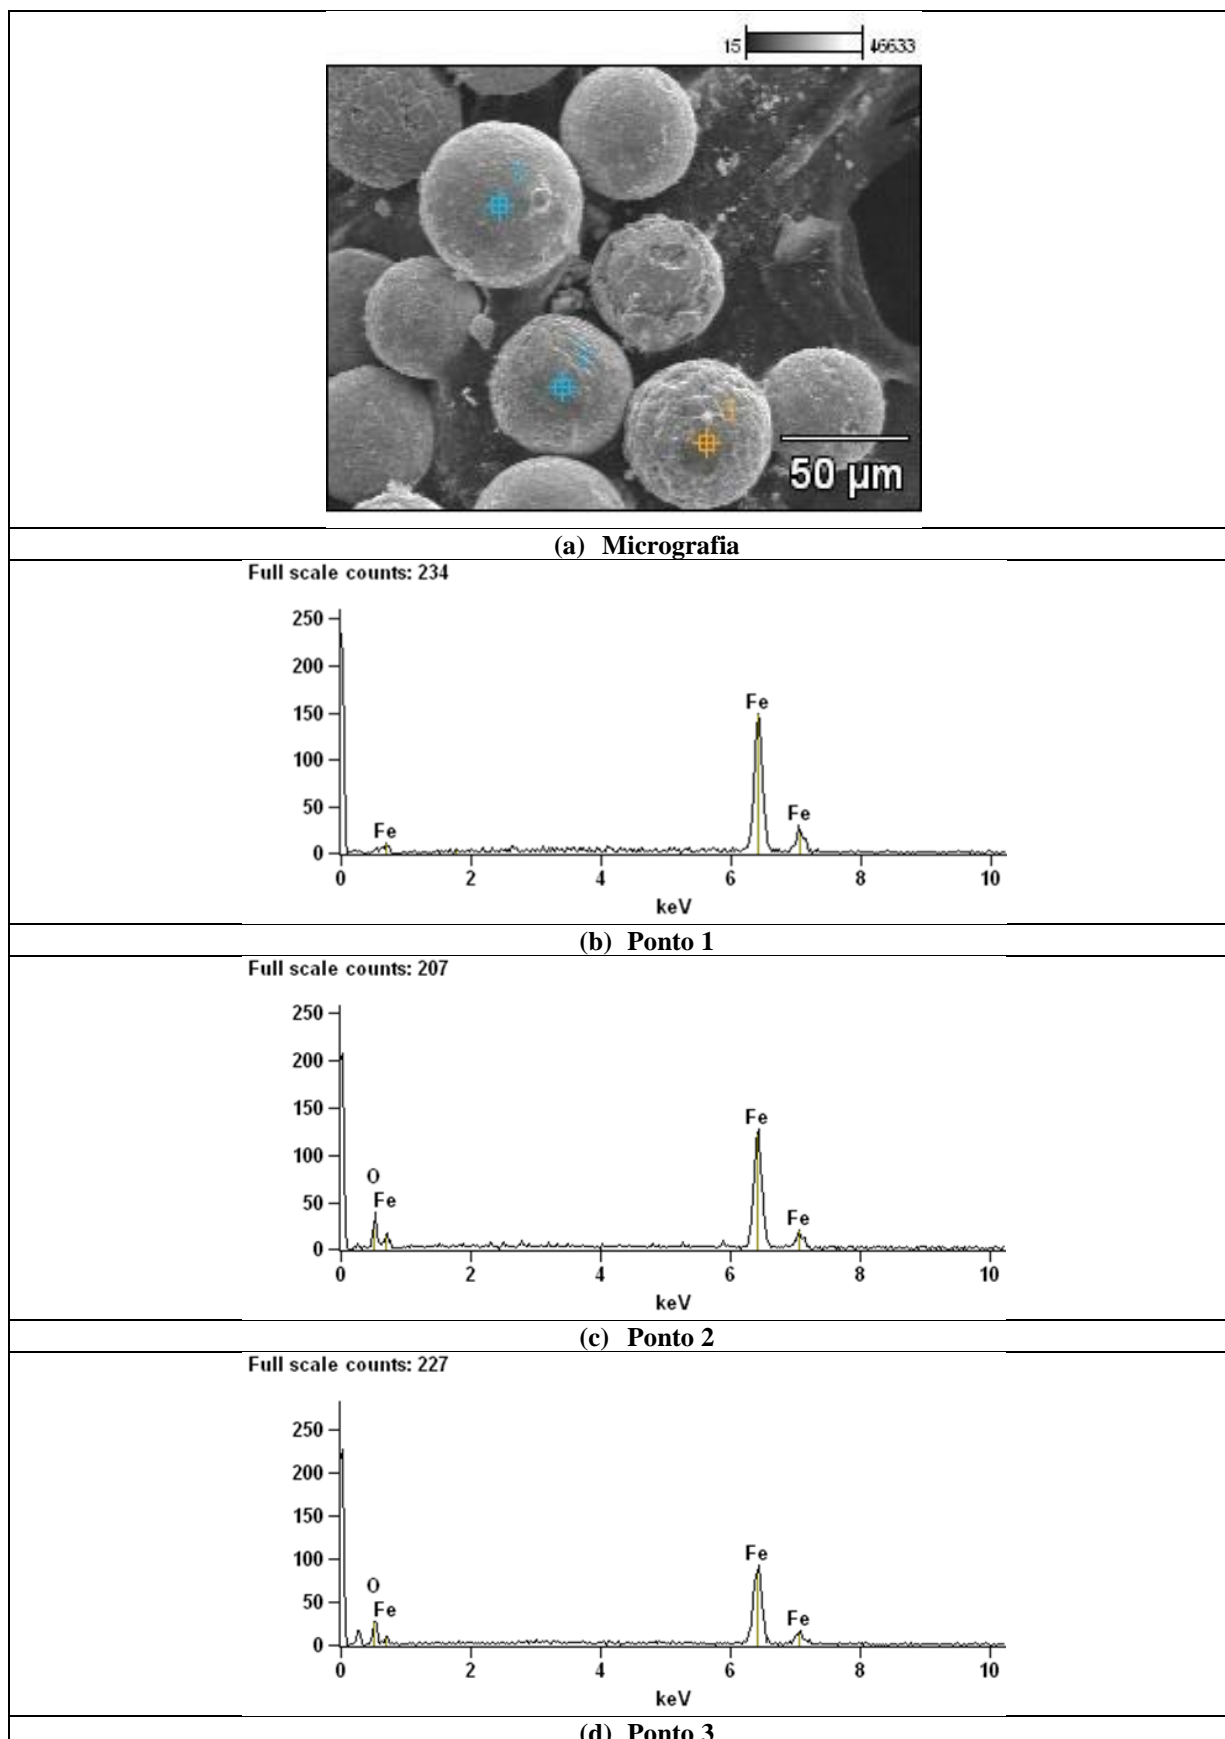 15 46633
50 µm
(a) Micrografia
Full scale counts: 234
250
200
150
100
50
0
Fe
Fe
Fe
0 2 4 6 8 10
keV
(b) Ponto 1
Full scale counts: 207
250
200
150
100
50
0
O
Fe
Fe
Fe
0 2 4 6 8 10
keV
(c) Ponto 2
Full scale counts: 227
250
200
150
100
50
0
O
Fe
Fe
Fe
0 2 4 6 8 10
keV
(d) Ponto 3